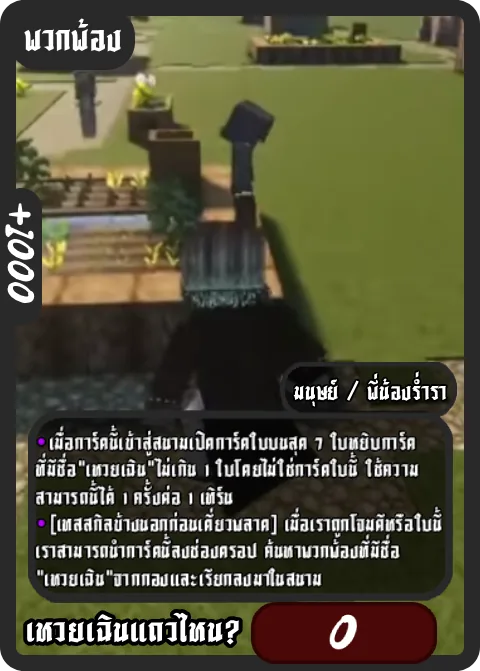 พวกพ้อง
+1000
มนุษย์ / พี่น้องร่ำรา
•เมื่อการ์ดนี้เข้าสู่สนามเปิดการ์ดใบบนสุด 7 ใบหยิบการ์ด
ที่มีชื่อ"เหวยเฉิน"ไม่เกิน 1 ใบโดยไม่ใช่การ์ดใบนี้ ใช้ความ
สามารถนี้ได้ 1 ครั้งต่อ 1 เทิร์น
•[เทสสกิลข้างนอกก่อนเดี๋ยวพลาด] เมื่อเราถูกโจมตีหรือใบนี้
เราสามารถนำการ์ดนี้ลงช่องดรอป ค้นหาพวกพ้องที่มีชื่อ
"เหวยเฉิน"จากกองและเรียกลงมาในสนาม
เหวยเฉินแถวไหน?
0